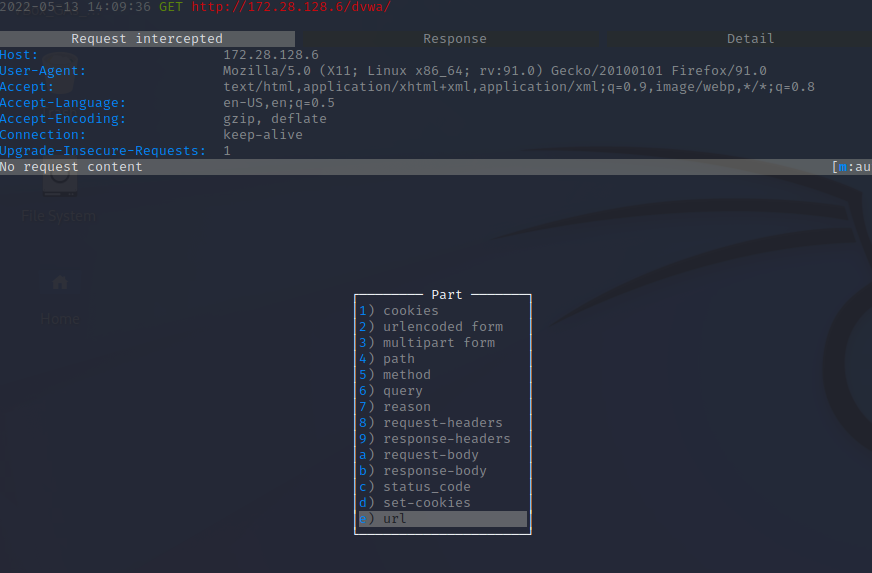 2022-05-13 14:09:36 GET http://172.28.128.6/dvwa/
Request intercepted Response Detail
Host: 172.28.128.6
User-Agent: Mozilla/5.0 (X11; Linux x86_64; rv:91.0) Gecko/20100101 Firefox/91.0
Accept: text/html,application/xhtml+xml,application/xml;q=0.9,image/webp,*/*;q=0.8
Accept-Language: en-US,en;q=0.5
Accept-Encoding: gzip, deflate
Connection: keep-alive
Upgrade-Insecure-Requests: 1
No request content [m:au
File System
Home
Part
1) cookies
2) urlencoded form
3) multipart form
4) path
5) method
6) query
7) reason
8) request-headers
9) response-headers
a) request-body
b) response-body
c) status_code
d) set-cookies
e) url